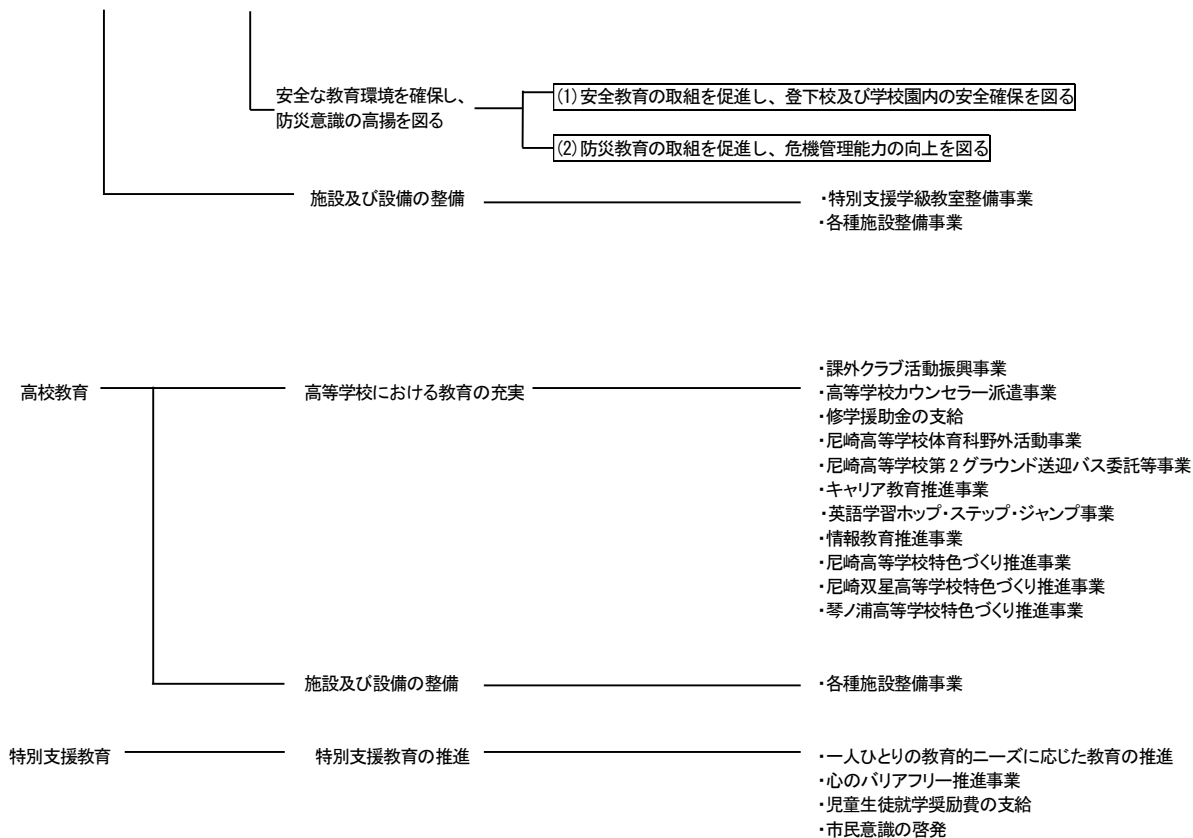 安全な教育環境を確保し、
防災意識の高揚を図る
(1) 安全教育の取組を促進し、登下校及び学校園内の安全確保を図る
(2) 防災教育の取組を促進し、危機管理能力の向上を図る
施設及び設備の整備
・特別支援学級教室整備事業
・各種施設整備事業
高校教育
高等学校における教育の充実
・課外クラブ活動振興事業
・高等学校カウンセラー派遣事業
・修学援助金の支給
・尼崎高等学校体育科野外活動事業
・尼崎高等学校第2グラウンド送迎バス委託等事業
・キャリア教育推進事業
・英語学習ホップ・ステップ・ジャンプ事業
・情報教育推進事業
・尼崎高等学校特色づくり推進事業
・尼崎双星高等学校特色づくり推進事業
・琴ノ浦高等学校特色づくり推進事業
施設及び設備の整備
・各種施設整備事業
特別支援教育
特別支援教育の推進
・一人ひとりの教育的ニーズに応じた教育の推進
・心のバリアフリー推進事業
・児童生徒就学奨励費の支給
・市民意識の啓発